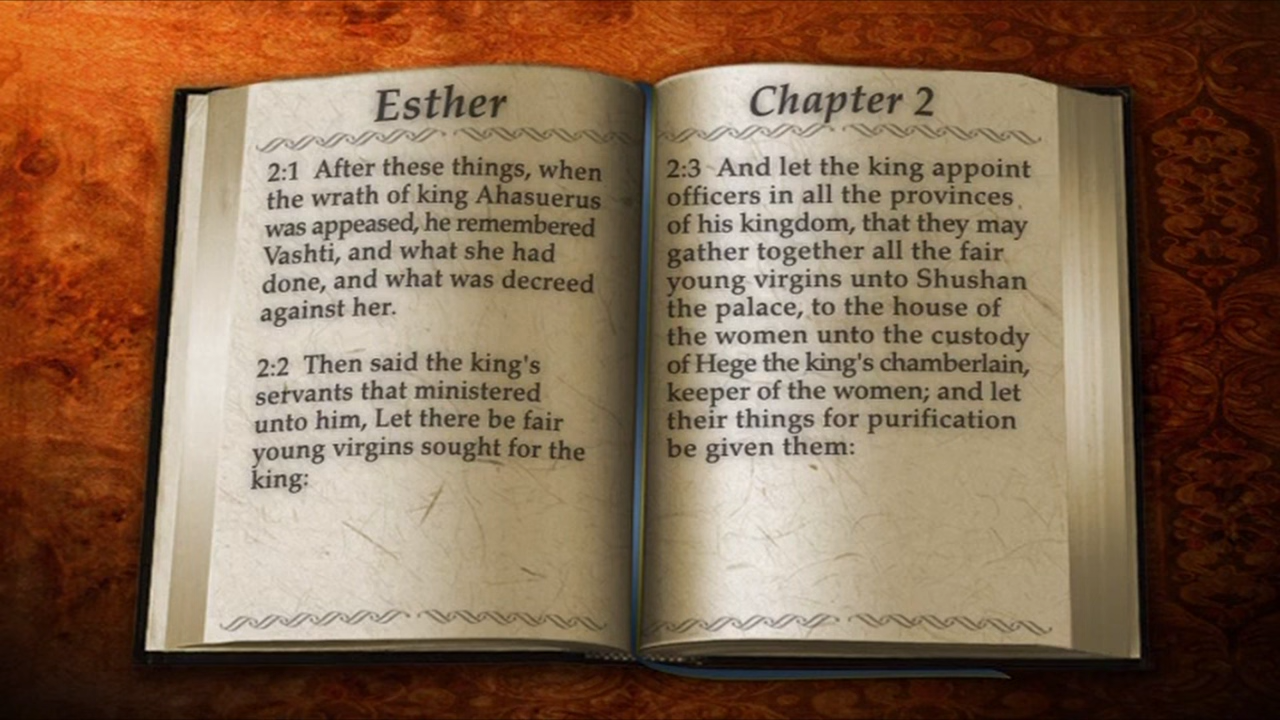 Esther
2:1 After these things, when
the wrath of king Ahasuerus
was appeased, he remembered
Vashti, and what she had
done, and what was decreed
against her.
2:2 Then said the king's
servants that ministered
unto him, Let there be fair
young virgins sought for the
king:
Chapter 2
2:3 And let the king appoint
officers in all the provinces
of his kingdom, that they may
gather together all the fair
young virgins unto Shushan
the palace, to the house of
the women unto the custody
of Hege the king's chamberlain,
keeper of the women; and let
their things for purification
be given them: